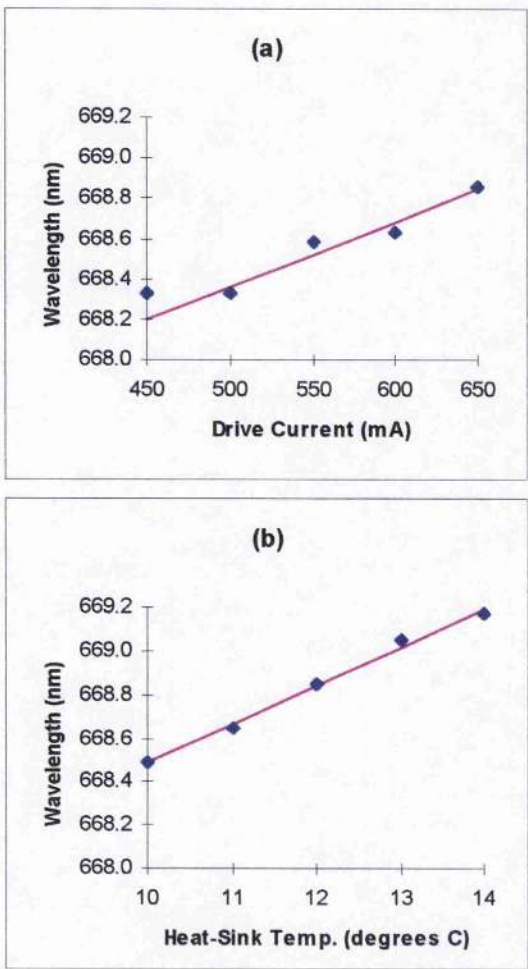 (a)
Wavelength (nm)
669.2
669.0
668.8
668.6
668.4
668.2
668.0
450 500 550 600 650
Drive Current (mA)
(b)
Wavelength (nm)
669.2
669.0
668.8
668.6
668.4
668.2
668.0
10 11 12 13 14
Heat-Sink Temp. (degrees C)